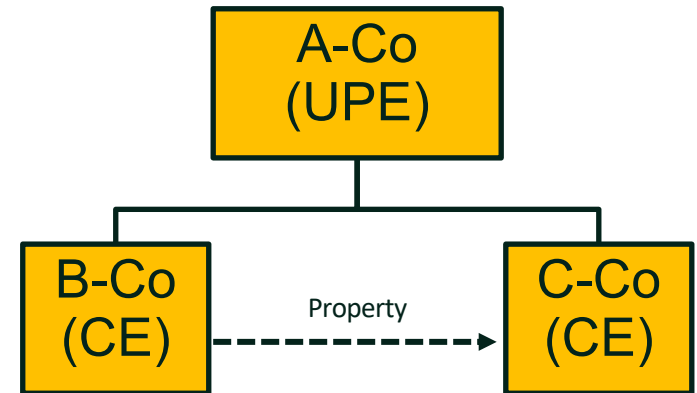 A-Co
(UPE)
B-Co
(CE)
Property
C-Co
(CE)